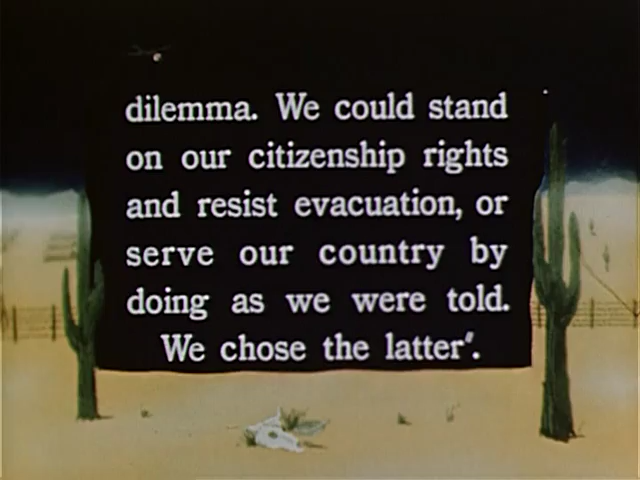 dilemma. We could stand
on our citizenship rights
and resist evacuation, or
serve our country by
doing as we were told.
We chose the latter".